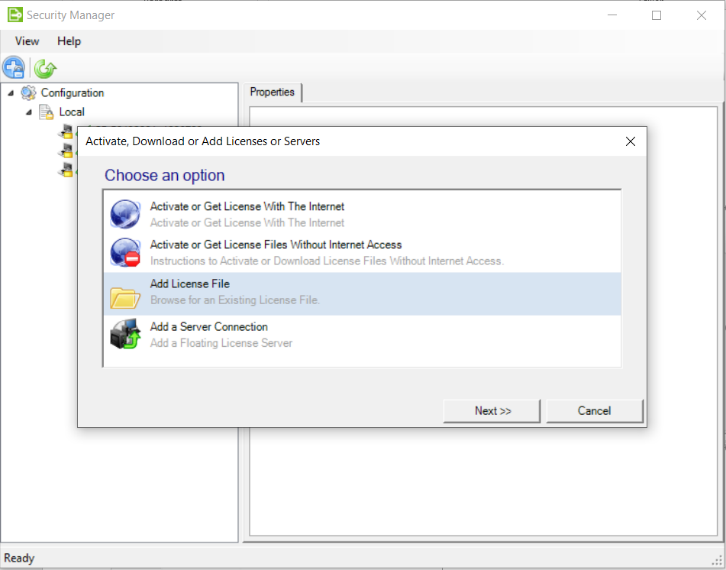 Security Manager
View Help
Configuration
Local
Properties
Activate, Download or Add Licenses or Servers
Choose an option
Activate or Get License With The Internet
Activate or Get License With The Internet
Activate or Get License Files Without Internet Access
Instructions to Activate or Download License Files Without Internet Access.
Add License File
Browse for an Existing License File.
Add a Server Connection
Add a Floating License Server
Next >>
Cancel
Ready